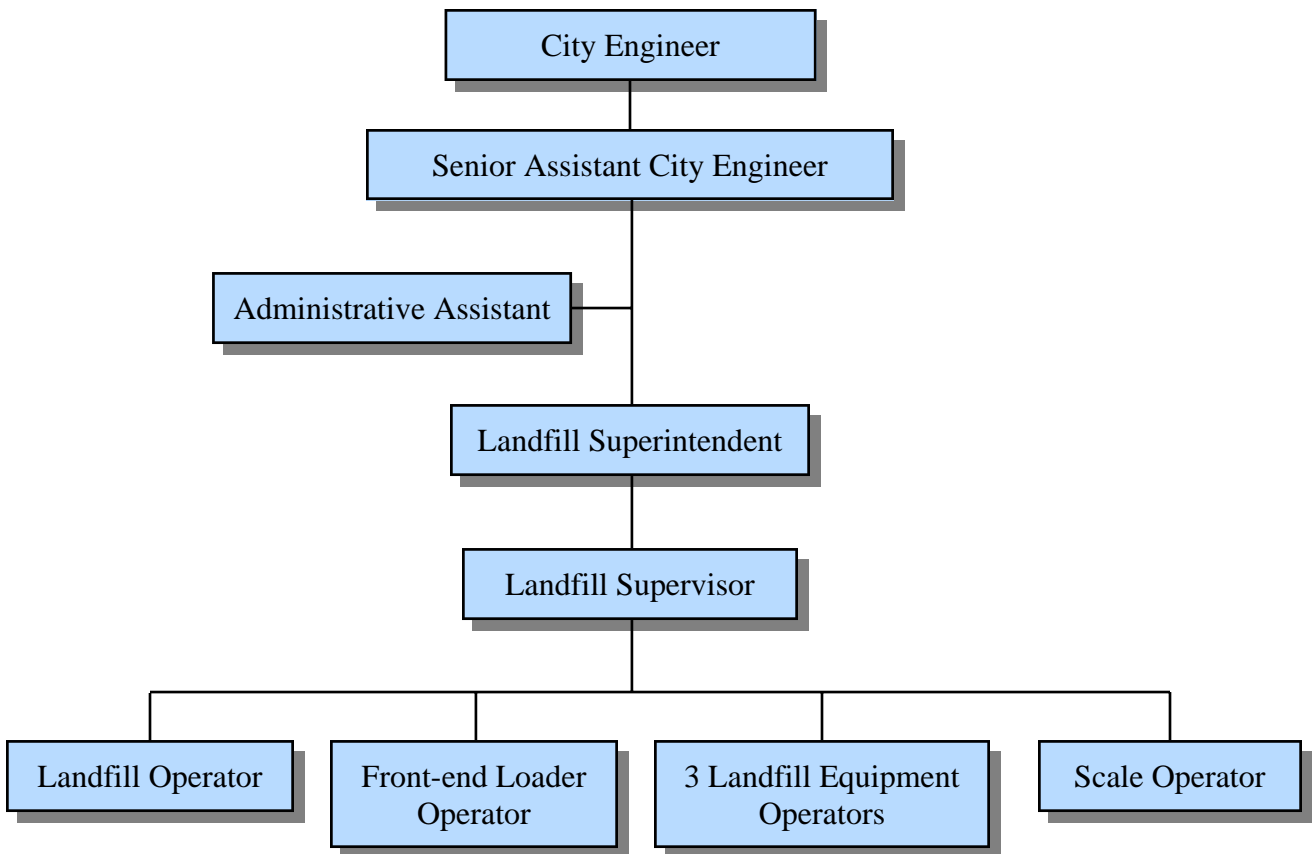 City Engineer
Senior Assistant City Engineer
Administrative Assistant
Landfill Superintendent
Landfill Supervisor
Landfill Operator
Front-end Loader
Operator
3 Landfill Equipment
Operators
Scale Operator